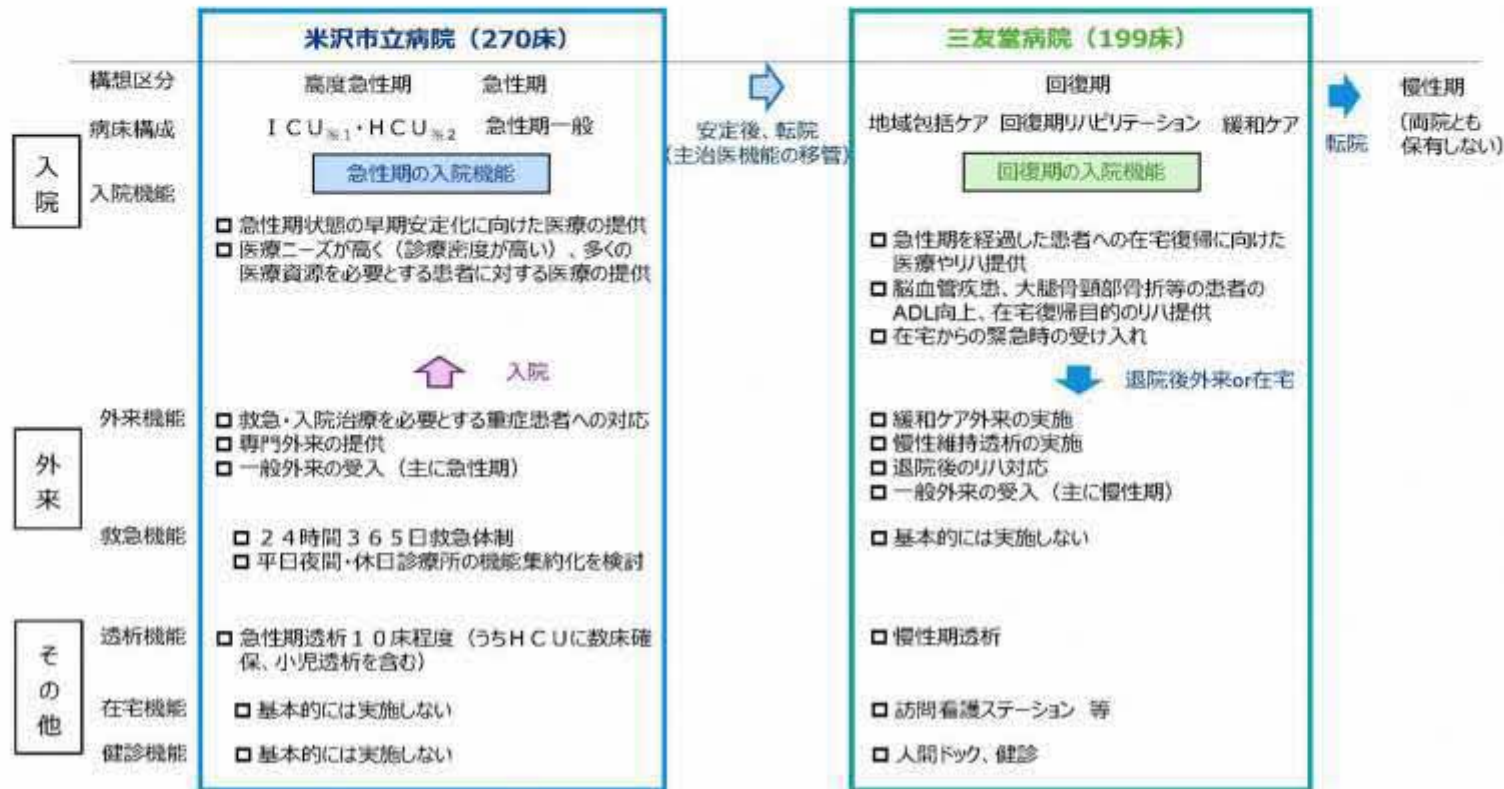 米沢市立病院（270床）
三友堂病院（199床）
構想区分
高度急性期
急性期
回復期
慢性期
病床構成
ＩＣＵ※1・ＨＣＵ※2
急性期一般
安定後、転院
（主治医機能の移管）
地域包括ケア
回復期リハビリテーション
緩和ケア
転院
（両院とも
保有しない）
入院
入院機能
急性期の入院機能
回復期の入院機能
急性期状態の早期安定化に向けた医療の提供
医療ニーズが高く（診療密度が高い）、多くの
医療資源を必要とする患者に対する医療の提供
急性期を経過した患者への在宅復帰に向けた
医療やリハ提供
脳血管疾患、大腿骨頸部骨折等の患者の
ADL向上、在宅復帰目的のリハ提供
在宅からの緊急時の受け入れ
入院
退院後外来or在宅
外来
外来機能
救急・入院治療を必要とする重症患者への対応
専門外来の提供
一般外来の受入（主に急性期）
緩和ケア外来の実施
慢性維持透析の実施
退院後のリハ対応
一般外来の受入（主に慢性期）
救急機能
２４時間３６５日救急体制
平日夜間・休日診療所の機能集約化を検討
基本的には実施しない
その他
透析機能
急性期透析１０床程度（うちＨＣＵに数床確
保、小児透析を含む）
慢性期透析
在宅機能
基本的には実施しない
訪問看護ステーション 等
健診機能
基本的には実施しない
人間ドック、健診